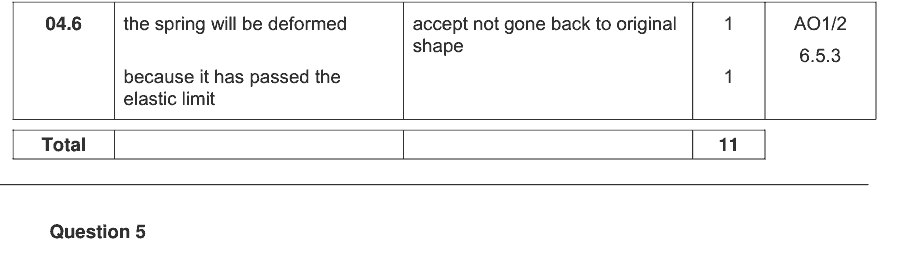 04.6 the spring will be deformed accept not gone back to original 1 AO1/2
shape
6.5.3
because it has passed the 1
elastic limit
Total 11
Question 5